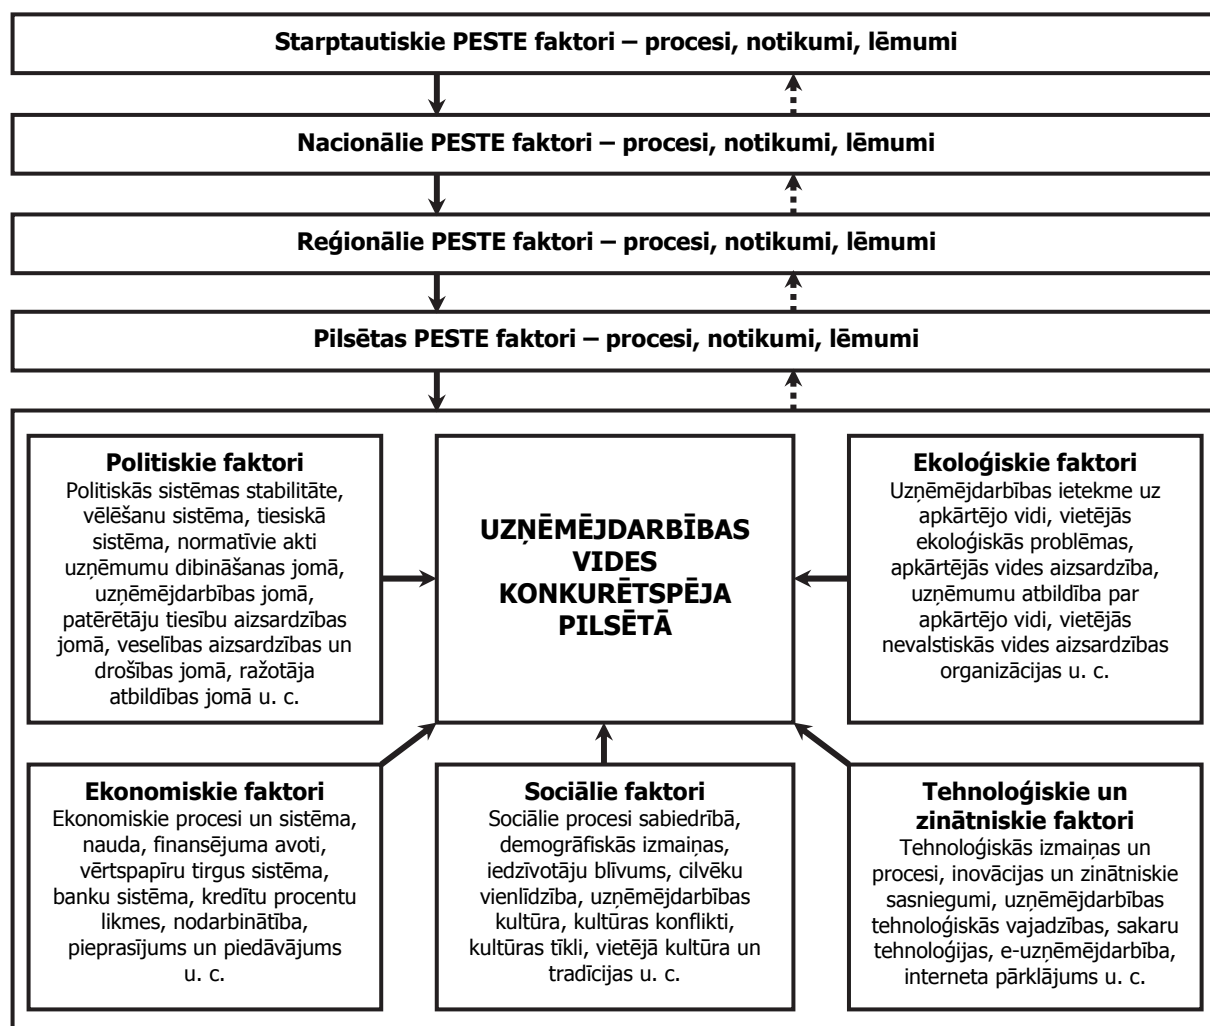 Starptautiskie PESTE faktori – procesi, notikumi, lēmumi
Nacionālie PESTE faktori – procesi, notikumi, lēmumi
Reģionālie PESTE faktori – procesi, notikumi, lēmumi
Pilsētas PESTE faktori – procesi, notikumi, lēmumi
Politiskie faktori
Politiskās sistēmas stabilitāte,
vēlēšanu sistēma, tiesiskā
sistēma, normatīvie akti
uzņēmumu dibināšanas jomā,
uzņēmējdarbības jomā,
patērētāju tiesību aizsardzības
jomā, veselības aizsardzības un
drošības jomā, ražotāja
atbildības jomā u. c.
UZŅĒMĒJDARBĪBAS
VIDES
KONKURĒTSPĒJA
PILSĒTĀ
Ekoloģiskie faktori
Uzņēmējdarbības ietekme uz
apkārtējo vidi, vietējās
ekoloģiskās problēmas,
apkārtējās vides aizsardzība,
uzņēmumu atbildība par
apkārtējo vidi, vietējās
nevalstiskās vides aizsardzības
organizācijas u. c.
Ekonomiskie faktori
Ekonomiskie procesi un sistēma,
nauda, finansējuma avoti,
vērtspapīru tirgus sistēma,
banku sistēma, kredītu procentu
likmes, nodarbinātība,
pieprasījums un piedāvājums
u. c.
Sociālie faktori
Sociālie procesi sabiedrībā,
demogrāfiskās izmaiņas,
iedzīvotāju blīvums, cilvēku
vienlīdzība, uzņēmējdarbības
kultūra, kultūras konflikti,
kultūras tīkli, vietējā kultūra un
tradīcijas u. c.
Tehnoloģiskie un
zinātniskie faktori
Tehnoloģiskās izmaiņas un
procesi, inovācijas un zinātniskie
sasniegumi, uzņēmējdarbības
tehnoloģiskās vajadzības, sakaru
tehnoloģijas, e-uzņēmējdarbība,
interneta pārklājums u. c.